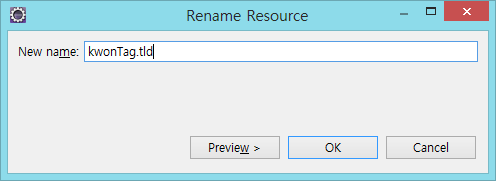 Rename Resource
New name: kwonTag.tld
Preview > OK Cancel